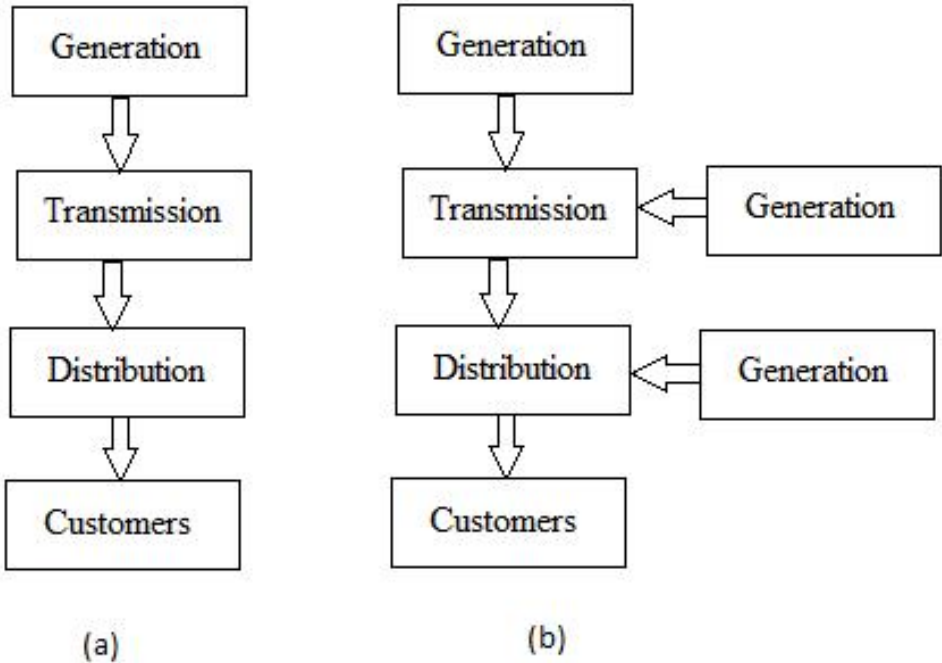 Generation
Transmission
Distribution
Customers
(a)
Generation
Transmission
Generation
Distribution
Generation
Customers
(b)